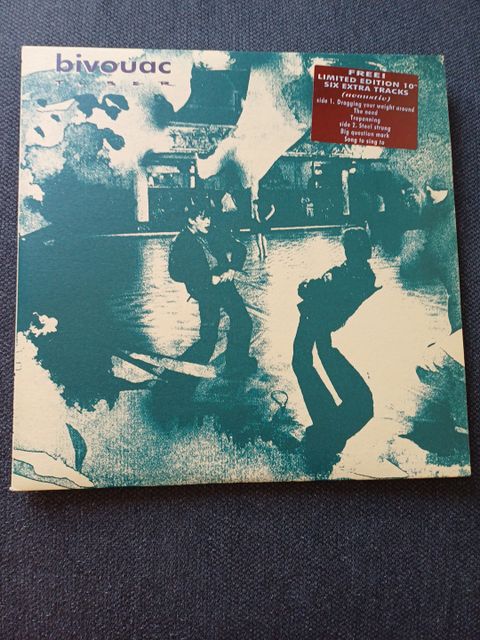 bivouac
FREE!
LIMITED EDITION 10"
SIX EXTRA TRACKS
(acoustic)
side 1. Dragging your weight around
The need
Trepanning
side 2. Steel strung
Big question mark
Song to sing to